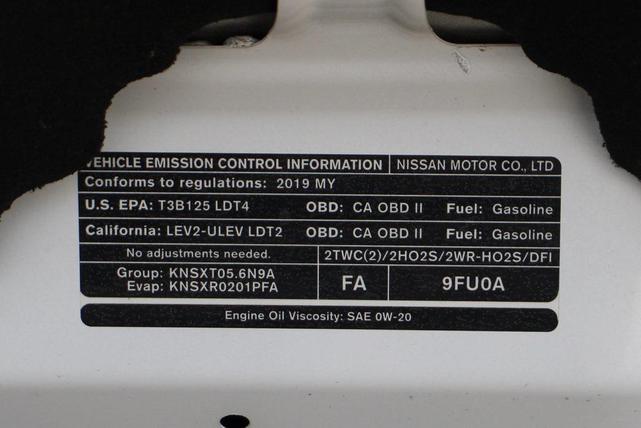 VEHICLE EMISSION CONTROL INFORMATION NISSAN MOTOR CO., LTD
Conforms to regulations: 2019 MY
U.S. EPA: T3B125 LDT4 OBD: CA OBD II Fuel: Gasoline
California: LEV2-ULEV LDT2 OBD: CA OBD II Fuel: Gasoline
No adjustments needed. 2TWC(2)/2HO2S/2WR-HO2S/DFI
Group: KNSXT05.6N9A
Evap: KNSXR0201PFA
FA 9FU0A
Engine Oil Viscosity: SAE 0W-20